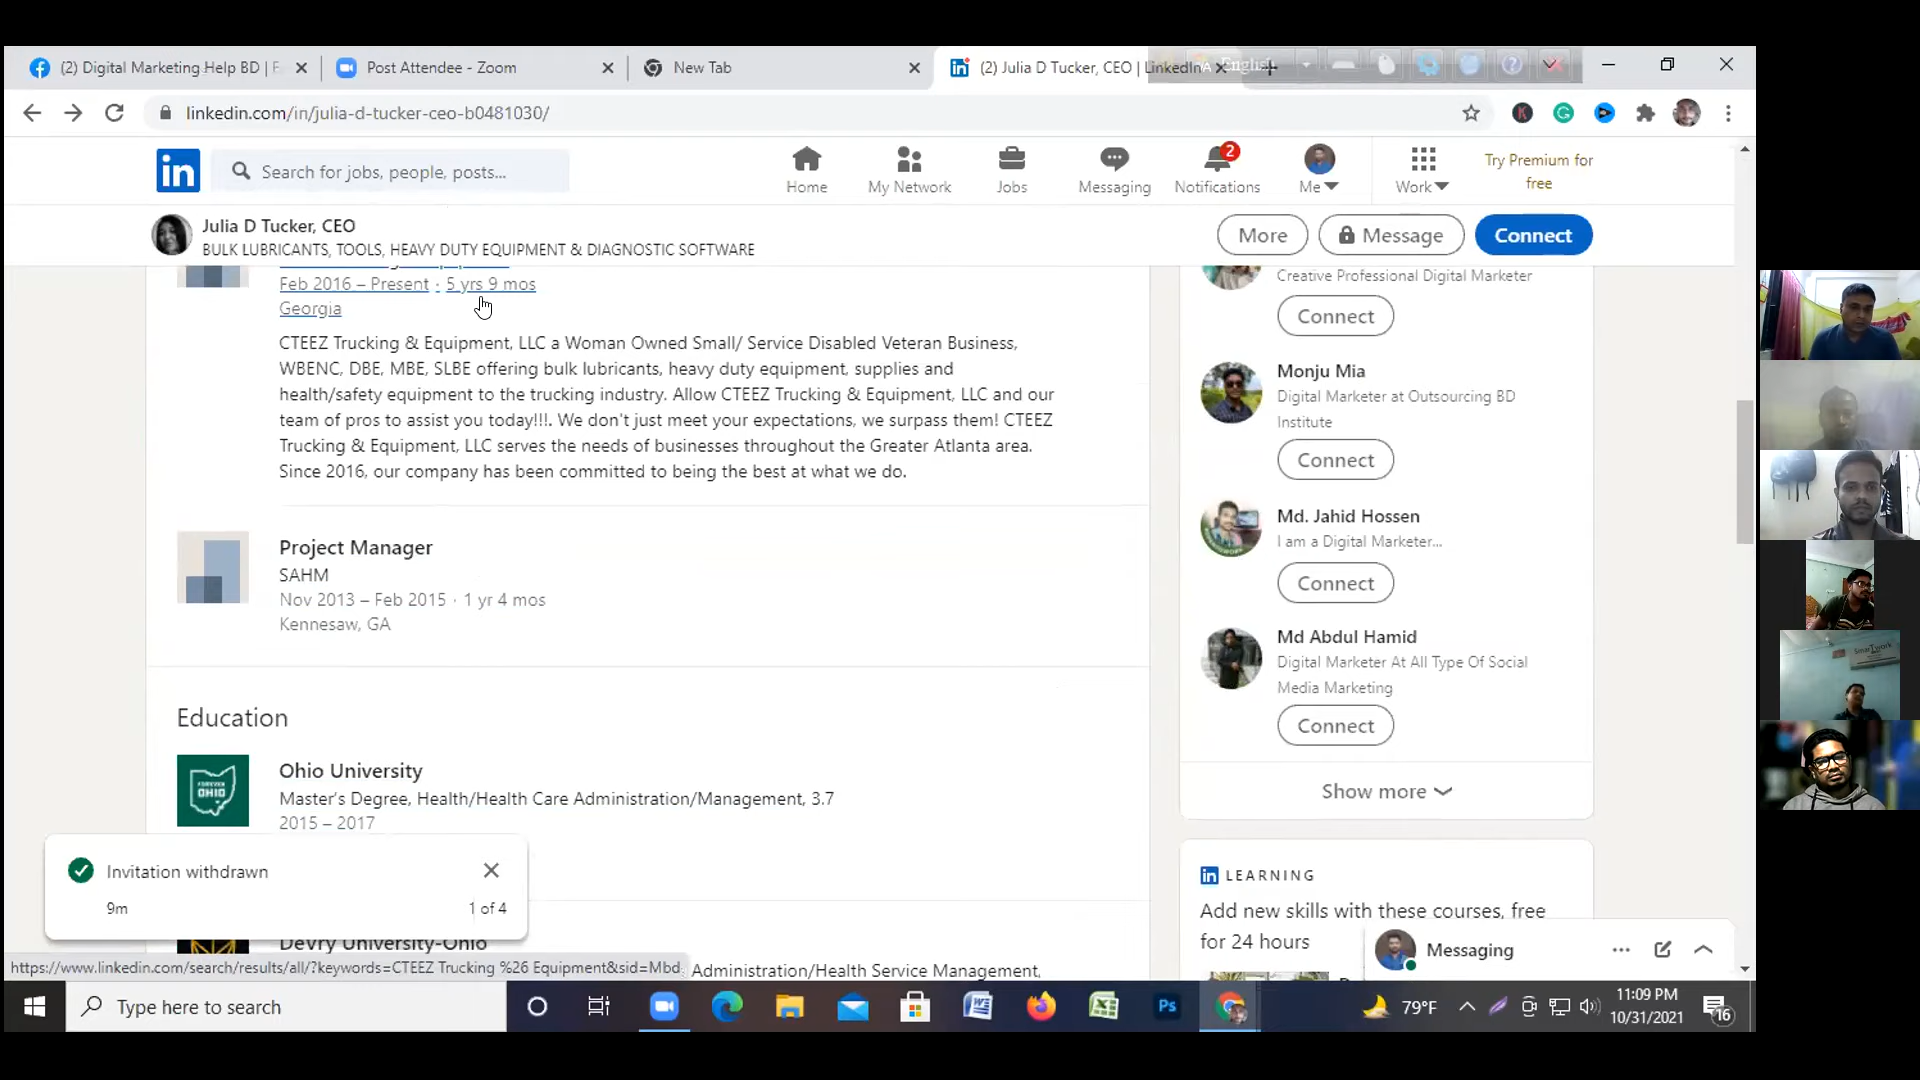 (2) Digital Marketing Help BD | E
Post Attendee - Zoom
New Tab
(2) Julia D Tucker, CEO | LinkedIn
English
linkedin.com/in/julia-d-tucker-ceo-b0481030/
in
Search for jobs, people, posts...
Home
My Network
Jobs
Messaging
2
Notifications
Me
Work
Try Premium for
free
Julia D Tucker, CEO
BULK LUBRICANTS, TOOLS, HEAVY DUTY EQUIPMENT & DIAGNOSTIC SOFTWARE
More
Message
Connect
Feb 2016 – Present · 5 yrs 9 mos
Georgia
CTEEZ Trucking & Equipment, LLC a Woman Owned Small/ Service Disabled Veteran Business,
WBENC, DBE, MBE, SLBE offering bulk lubricants, heavy duty equipment, supplies and
health/safety equipment to the trucking industry. Allow CTEEZ Trucking & Equipment, LLC and our
team of pros to assist you today!!!. We don't just meet your expectations, we surpass them! CTEEZ
Trucking & Equipment, LLC serves the needs of businesses throughout the Greater Atlanta area.
Since 2016, our company has been committed to being the best at what we do.
Project Manager
SAHM
Nov 2013 – Feb 2015 · 1 yr 4 mos
Kennesaw, GA
Education
FOREVER
OHIO
Ohio University
Master's Degree, Health/Health Care Administration/Management, 3.7
2015 – 2017
DeVry University-Ohio
Administration/Health Service Management,
Creative Professional Digital Marketer
Connect
Monju Mia
Digital Marketer at Outsourcing BD
Institute
Connect
Md. Jahid Hossen
I am a Digital Marketer...
Connect
Md Abdul Hamid
Digital Marketer At All Type Of Social
Media Marketing
Connect
Show more
in LEARNING
Add new skills with these courses, free
for 24 hours
Messaging
Invitation withdrawn
9m
1 of 4
https://www.linkedin.com/search/results/all/?keywords=CTEEZ Trucking %26 Equipment&sid=Mbd
Type here to search
Ps
79°F
11:09 PM
10/31/2021
16